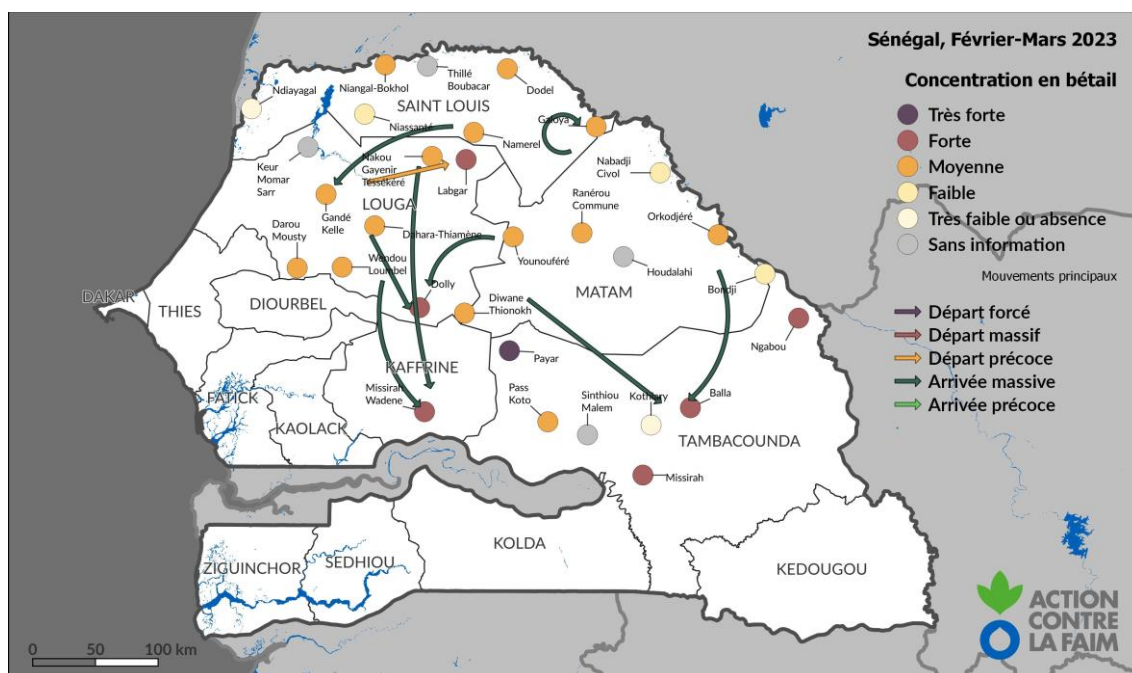 Sénégal, Février-Mars 2023
Concentration en bétail
Très forte
Forte
Moyenne
Faible
Très faible ou absence
Sans information
Mouvements principaux
Départ forcé
Départ massif
Départ précoce
Arrivée massive
Arrivée précoce
Ndiayagal
Niangal-Bokhol
Thillé
Boubacar
Dodel
SAINT LOUIS
Niassanté
Galoya
Namerel
Keur
Momar
Sarr
Nakou
Gayenir
Tessékéré
Labgar
Nabadji
Civol
Ranérou
Commune
Gandé
Kelle
LOUGA
Orkodjéré
Darou
Mousty
Dahara-Thiamène
Younouféré
Houdalahi
Wendou
Loumbel
Bondji
MATAM
Dolly
Diwane
Thionokh
DAKAR
THIES
DIOURBEL
Ngabou
Payar
KAFFRINE
Missirah
Wadene
Pass
Koto
Sinthiou
Malem
Kothiary
Balla
FATICK
KAOLACK
TAMBACOUNDA
Missirah
KOLDA
SEDHIOU
ZIGUINCHOR
KEDOUGOU
0 50 100 km
ACTION
CONTRE
LA FAIM